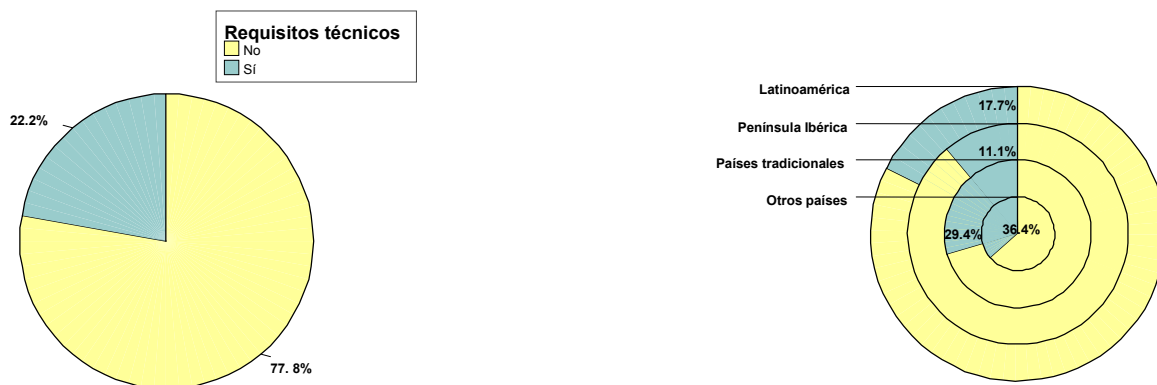 Requisitos técnicos
No
Sí
22.2%
77. 8%
Latinoamérica
17.7%
Península Ibérica
11.1%
Países tradicionales
Otros países
29.4%
36.4%